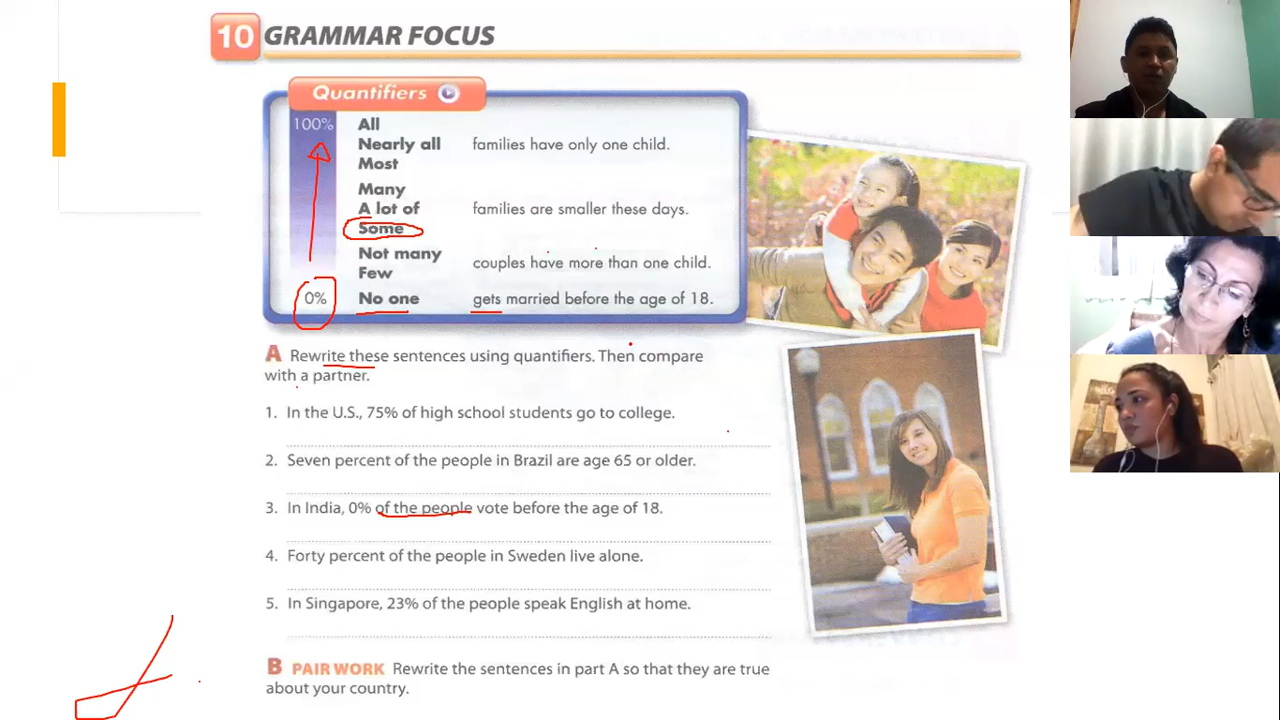 10 GRAMMAR FOCUS
Quantifiers
100% All
Nearly all families have only one child.
Most
Many
A lot of families are smaller these days.
Some
Not many couples have more than one child.
Few
0% No one gets married before the age of 18.
A Rewrite these sentences using quantifiers. Then compare
with a partner.
1. In the U.S., 75% of high school students go to college.
2. Seven percent of the people in Brazil are age 65 or older.
3. In India, 0% of the people vote before the age of 18.
4. Forty percent of the people in Sweden live alone.
5. In Singapore, 23% of the people speak English at home.
B PAIR WORK Rewrite the sentences in part A so that they are true
about your country.